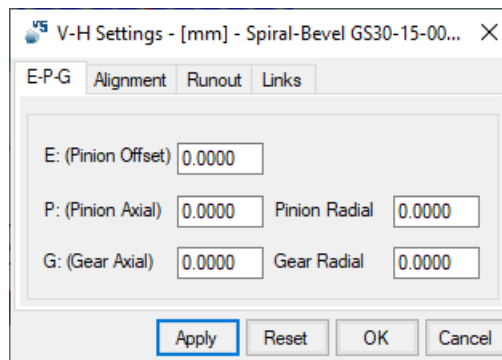 VS V-H Settings - [mm] - Spiral-Bevel GS30-15-00...
E-P-G Alignment Runout Links
E: (Pinion Offset) 0.0000
P: (Pinion Axial) 0.0000 Pinion Radial 0.0000
G: (Gear Axial) 0.0000 Gear Radial 0.0000
Apply Reset OK Cancel